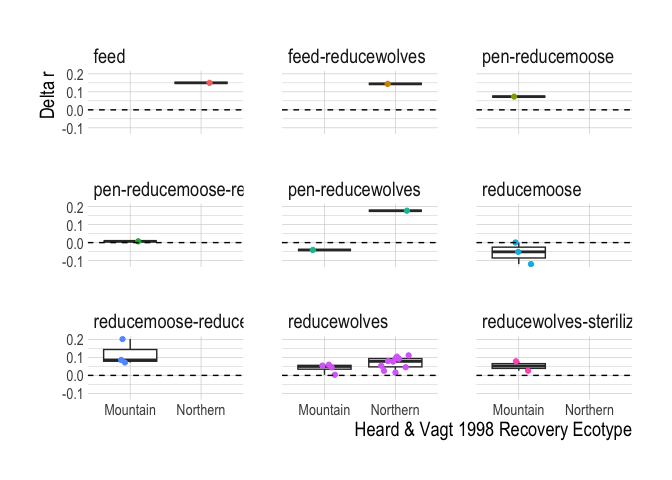 feed
feed-reducewolves
pen-reducemoose
Delta r
0.2
0.1
0.0
-0.1
pen-reducemoose-re
pen-reducewolves
reducemoose
0.2
0.1
0.0
-0.1
reducemoose-reduce
reducewolves
reducewolves-steriliz
0.2
0.1
0.0
-0.1
Mountain Northern
Mountain Northern
Mountain Northern
Heard & Vagt 1998 Recovery Ecotype